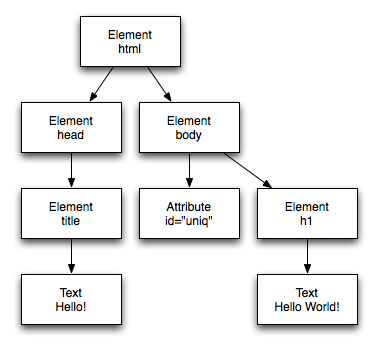 Element
html
Element
head
Element
body
Element
title
Attribute
id="uniq"
Element
h1
Text
Hello!
Text
Hello World!